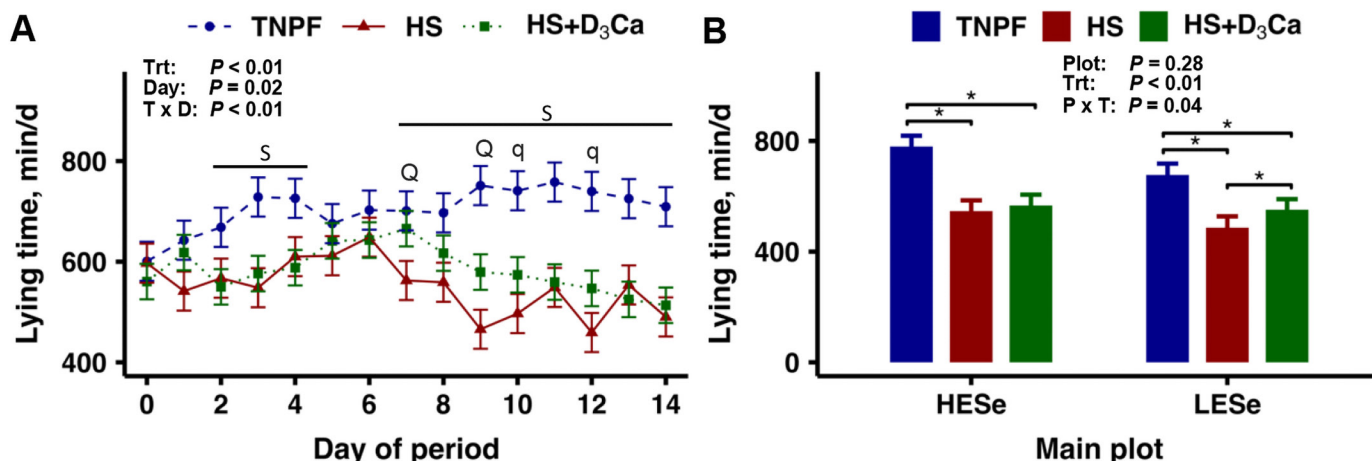 A
TNPF HS HS+D₃Ca
Trt: P < 0.01
Day: P = 0.02
T x D: P < 0.01
S
S
Q
Q
q
q
Lying time, min/d
800
600
400
0 2 4 6 8 10 12 14
Day of period
B
TNPF HS HS+D₃Ca
Plot: P = 0.28
Trt: P < 0.01
P x T: P = 0.04
*
*
*
*
*
Lying time, min/d
800
400
0
HESe LESe
Main plot